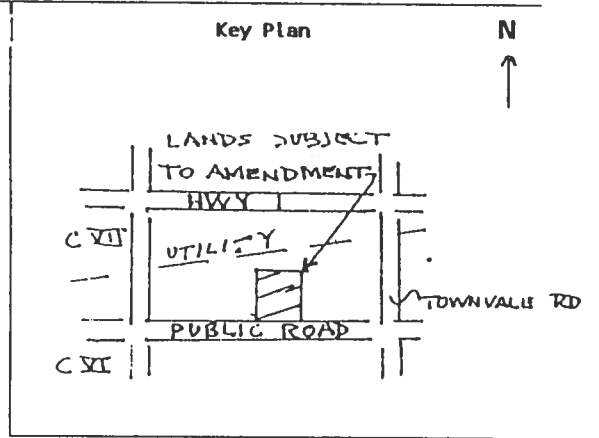 Key Plan
N
LANDS SUBJECT
TO AMENDMENT
HWY
C VII
UTILITY
TOWNVALE RD
PUBLIC ROAD
C VI